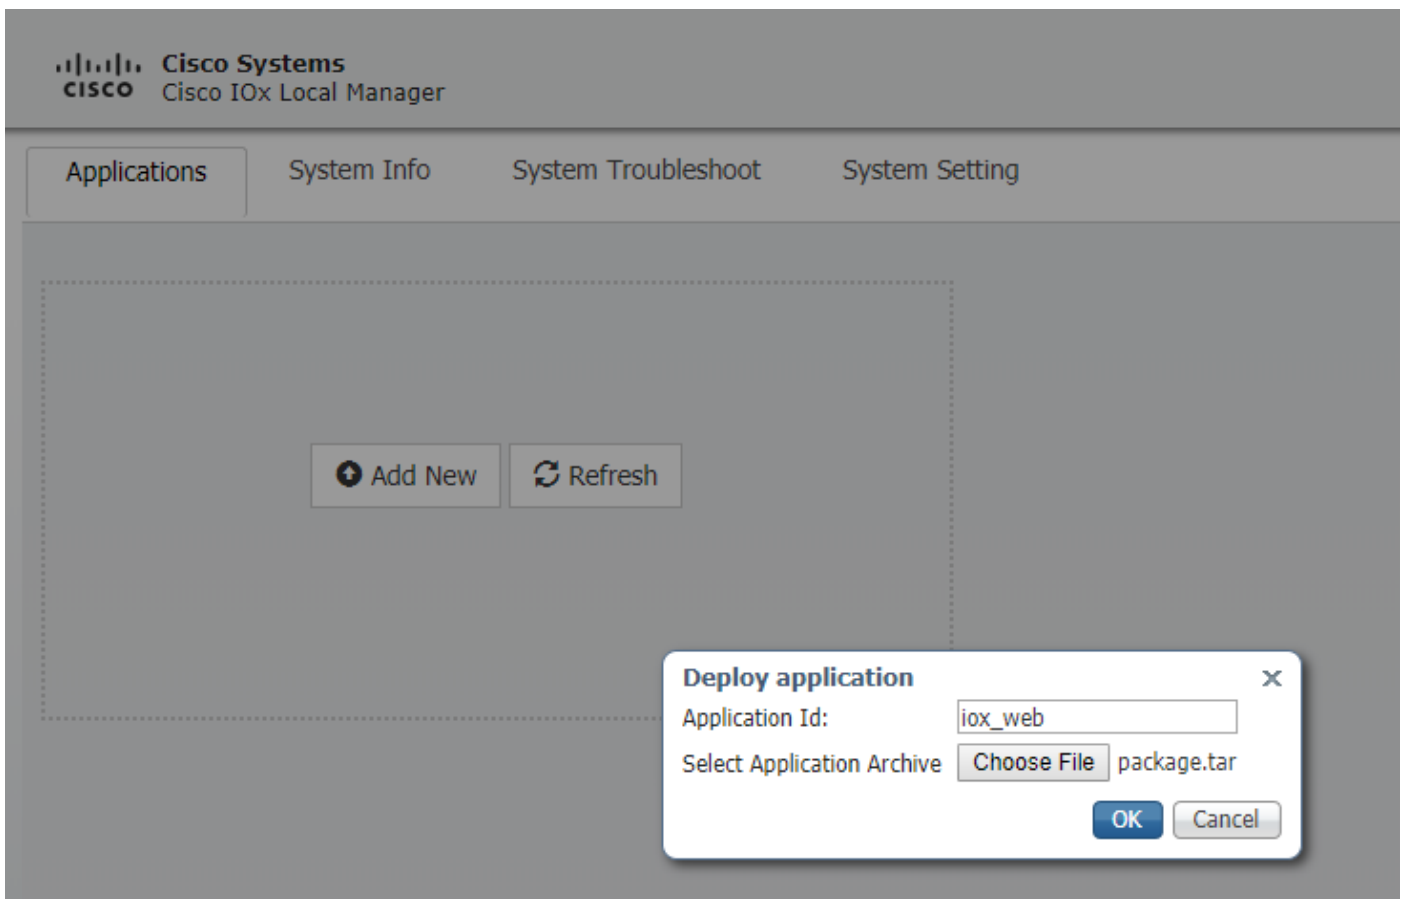 Cisco Systems
CISCO Cisco IOx Local Manager
Applications System Info System Troubleshoot System Setting
Add New Refresh
Deploy application x
Application Id: iox_web
Select Application Archive Choose File package.tar
OK Cancel